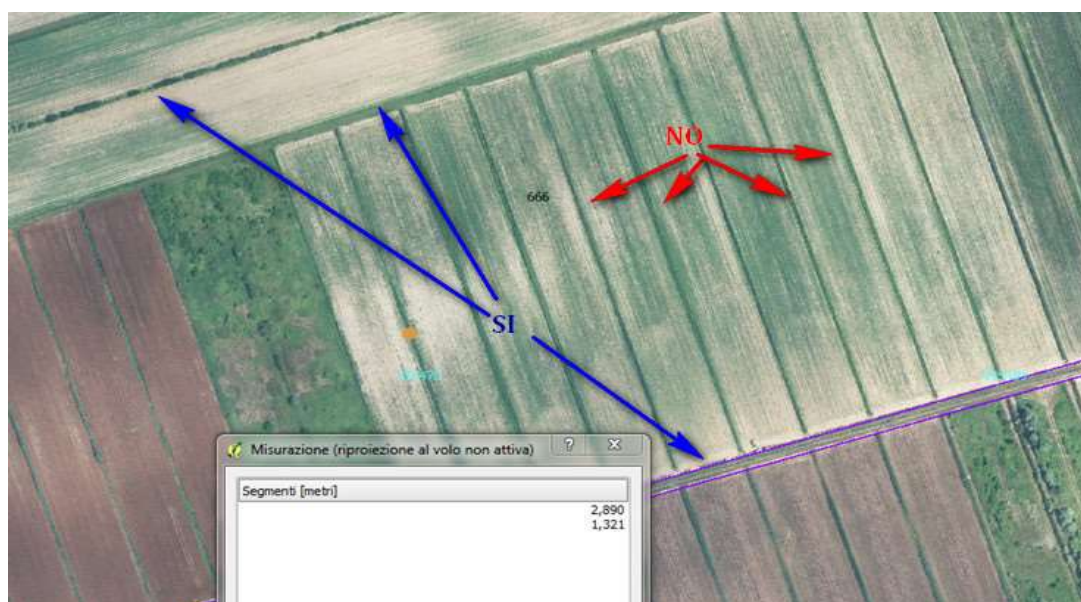 NO
666
SI
Misurazione (riproiezione al volo non attiva)
Segmenti [metri]
2,890
1,321